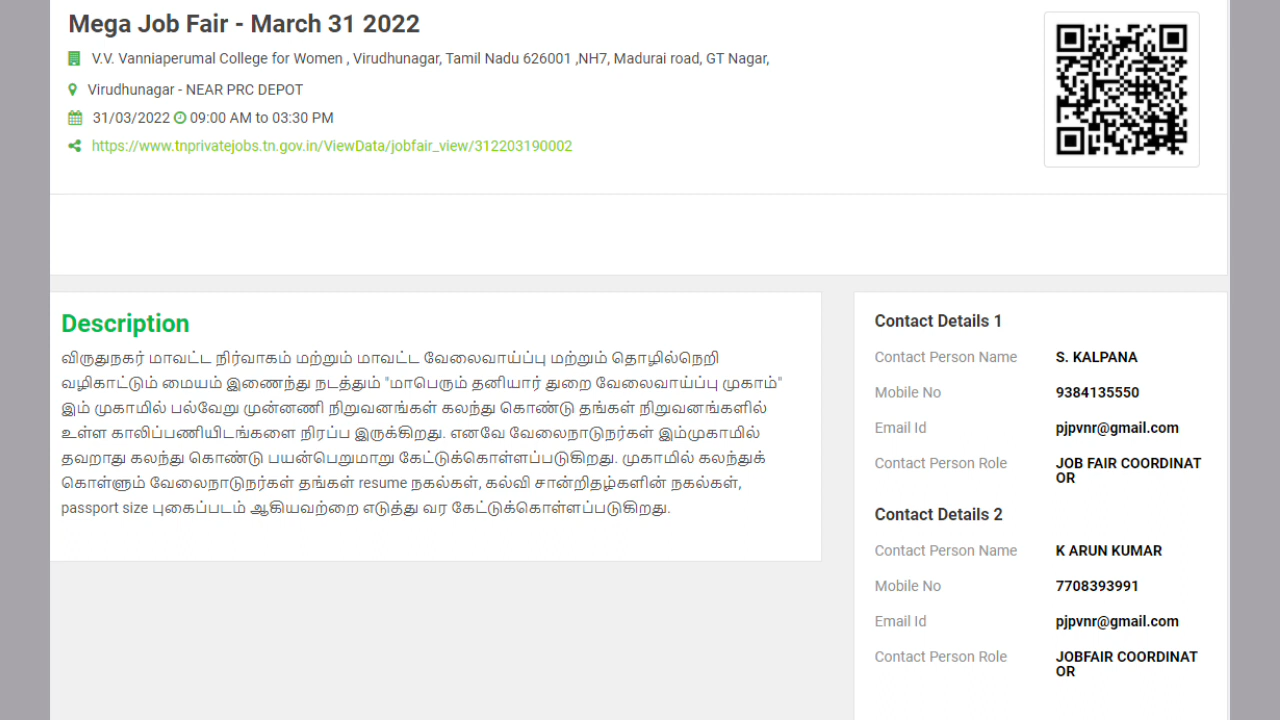 Mega Job Fair - March 31 2022
V.V. Vanniaperumal College for Women , Virudhunagar, Tamil Nadu 626001 ,NH7, Madurai road, GT Nagar,
Virudhunagar - NEAR PRC DEPOT
31/03/2022 09:00 AM to 03:30 PM
https://www.tnprivatejobs.tn.gov.in/ViewData/jobfair_view/312203190002
Description
விருதுநகர் மாவட்ட நிர்வாகம் மற்றும் மாவட்ட வேலைவாய்ப்பு மற்றும் தொழில்நெறி
வழிகாட்டும் மையம் இணைந்து நடத்தும் "மாபெரும் தனியார் துறை வேலைவாய்ப்பு முகாம்"
இம் முகாமில் பல்வேறு முன்னணி நிறுவனங்கள் கலந்து கொண்டு தங்கள் நிறுவனங்களில்
உள்ள காலிப்பணியிடங்களை நிரப்ப இருக்கிறது. எனவே வேலைநாடுநர்கள் இம்முகாமில்
தவறாது கலந்து கொண்டு பயன்பெறுமாறு கேட்டுக்கொள்ளப்படுகிறது. முகாமில் கலந்துக்
கொள்ளும் வேலைநாடுநர்கள் தங்கள் resume நகல்கள், கல்வி சான்றிதழ்களின் நகல்கள்,
passport size புகைப்படம் ஆகியவற்றை எடுத்து வர கேட்டுக்கொள்ளப்படுகிறது.
Contact Details 1
Contact Person Name S. KALPANA
Mobile No 9384135550
Email Id pjpvnr@gmail.com
Contact Person Role JOB FAIR COORDINAT
OR
Contact Details 2
Contact Person Name K ARUN KUMAR
Mobile No 7708393991
Email Id pjpvnr@gmail.com
Contact Person Role JOBFAIR COORDINAT
OR